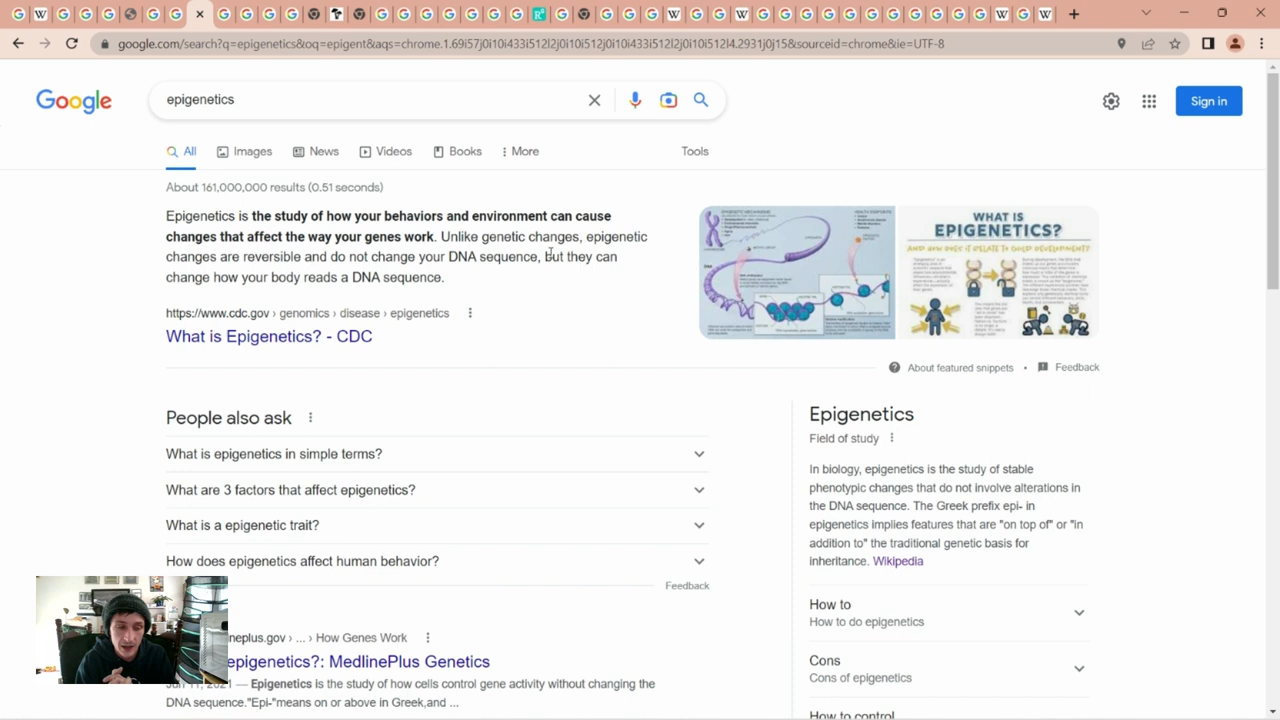 google.com/search?q=epigenetics&oq=epigent&aqs=chrome.1.69i57j0i10i433i512l2j0i10i512j0i10i433i512l2j0i10i512l4.2931j0j15&sourceid=chrome&ie=UTF-8
Google
epigenetics
Sign in
All
Images
News
Videos
Books
More
Tools
About 161,000,000 results (0.51 seconds)
Epigenetics is the study of how your behaviors and environment can cause
changes that affect the way your genes work. Unlike genetic changes, epigenetic
changes are reversible and do not change your DNA sequence, but they can
change how your body reads a DNA sequence.
https://www.cdc.gov › genomics › disease › epigenetics
What is Epigenetics? - CDC
WHAT IS
EPIGENETICS?
AND HOW DOES IT RELATE TO CHILD DEVELOPMENT?
About featured snippets
Feedback
People also ask
What is epigenetics in simple terms?
What are 3 factors that affect epigenetics?
What is a epigenetic trait?
How does epigenetics affect human behavior?
Feedback
neplus.gov › ... › How Genes Work
epigenetics?: MedlinePlus Genetics
Jun 11, 2021 — Epigenetics is the study of how cells control gene activity without changing the
DNA sequence."Epi-"means on or above in Greek,and ...
Epigenetics
Field of study
In biology, epigenetics is the study of stable
phenotypic changes that do not involve alterations in
the DNA sequence. The Greek prefix epi- in
epigenetics implies features that are "on top of" or "in
addition to" the traditional genetic basis for
inheritance. Wikipedia
How to
How to do epigenetics
Cons
Cons of epigenetics
How to control